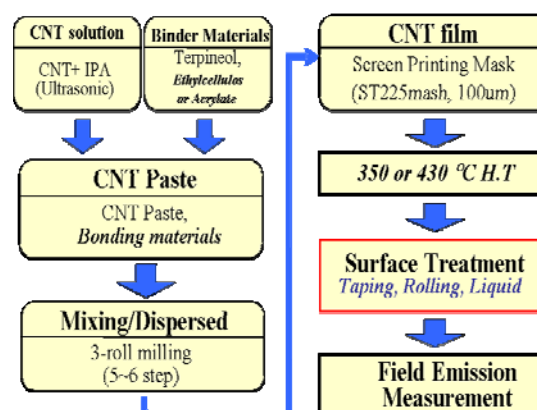 CNT solution
CNT+ IPA
(Ultrasonic)
Binder Materials
Terpineol,
Ethylcellulos
or Acrylate
CNT Paste
CNT Paste,
Bonding materials
Mixing/Dispersed
3-roll milling
(5~6 step)
CNT film
Screen Printing Mask
(ST225mash, 100um)
350 or 430 °C H.T
Surface Treatment
Taping, Rolling, Liquid
Field Emission
Measurement